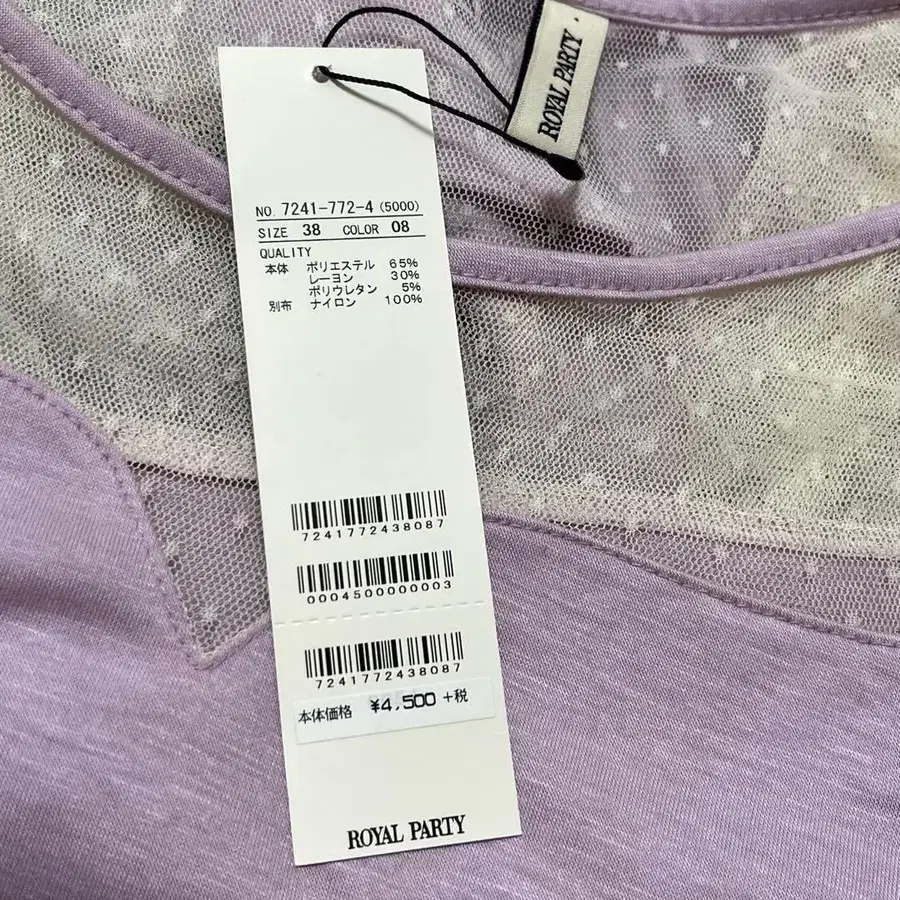 ROYAL PARTY
NO. 7241-772-4 (5000)
SIZE 38 COLOR 08
QUALITY
本体 ポリエステル 65%
レーヨン 30%
ポリウレタン 5%
別布 ナイロン 100%
7241772438087
0004500000003
7241772438087
本体価格 ¥4,500 +税
ROYAL PARTY